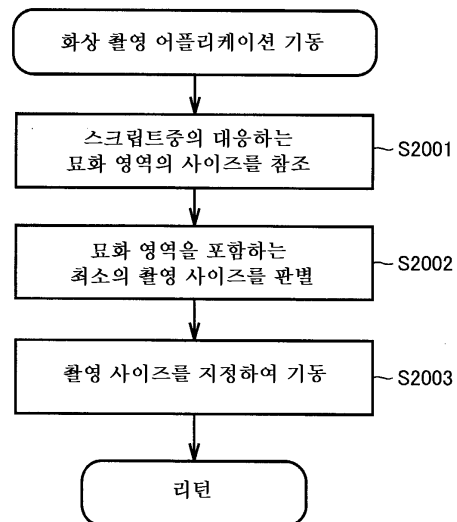 화상 촬영 어플리케이션 기동
스크립트중의 대응하는
묘화 영역의 사이즈를 참조
S2001
묘화 영역을 포함하는
최소의 촬영 사이즈를 판별
S2002
촬영 사이즈를 지정하여 기동
S2003
리턴